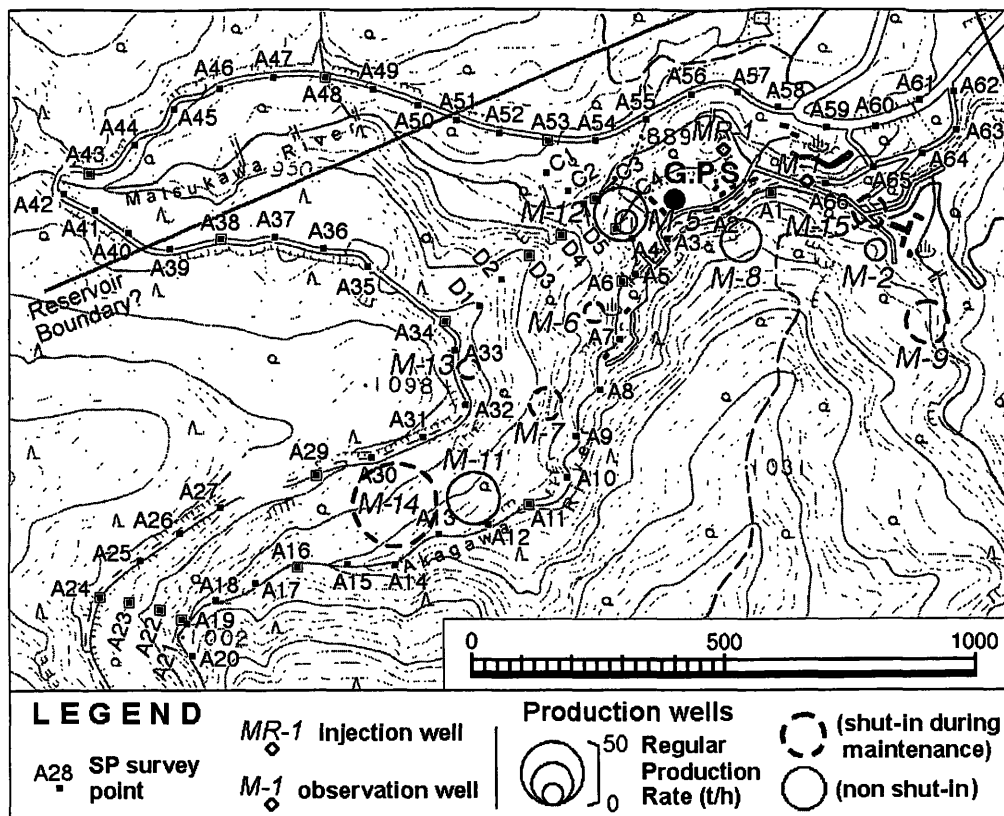 A46
A47
A49
A48
A45
A44
A43
A42
A41
A40
A39
A38
A37
A36
A35
A50
A51
A52
A53
A54
A55
A56
A57
A58
A59
A60
A61
A62
A63
A64
A65
A66
Matsukawa River
950
889
MR-1
M-1
G.P.S
C1
C2
C3
C4
M-12
M-5
D5
D4
D3
D2
D1
A1
A2
A3
A4
A5
A6
A7
M-15
M-8
M-2
M-9
M-6
Reservoir
Boundary?
A34
A33
M-13
1098
A32
A31
A30
A29
M-7
A8
A9
A10
M-11
M-14
A11
A12
A13
Akagawa Ri
A14
A15
A16
A17
A18
A19
1002
A20
A21
A22
A23
A24
A25
A26
A27
1031
0 500 1000
LEGEND
A28 SP survey
point
MR-1 Injection well
M-1 observation well
Production wells
50 Regular
Production
0 Rate (t/h)
(shut-in during
maintenance)
(non shut-in)